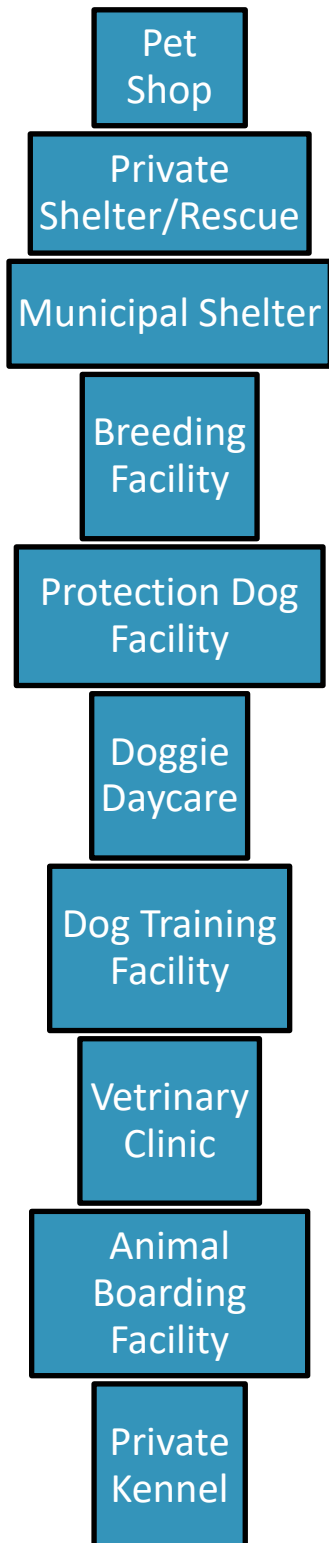 Pet
Shop
Private
Shelter/Rescue
Municipal Shelter
Breeding
Facility
Protection Dog
Facility
Doggie
Daycare
Dog Training
Facility
Vetrinary
Clinic
Animal
Boarding
Facility
Private
Kennel